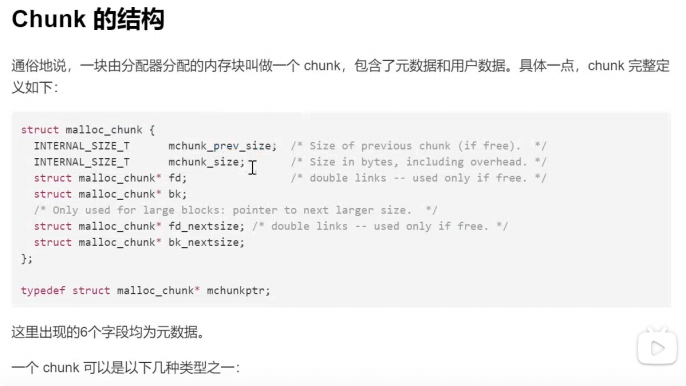 Chunk 的结构
通俗地说，一块由分配器分配的内存块叫做一个 chunk，包含了元数据和用户数据。具体一点，chunk 完整定
义如下：
struct malloc_chunk {
  INTERNAL_SIZE_T      mchunk_prev_size;  /* Size of previous chunk (if free).  */
  INTERNAL_SIZE_T      mchunk_size;       /* Size in bytes, including overhead. */
  struct malloc_chunk* fd;                /* double links -- used only if free. */
  struct malloc_chunk* bk;
  /* Only used for large blocks: pointer to next larger size.  */
  struct malloc_chunk* fd_nextsize; /* double links -- used only if free. */
  struct malloc_chunk* bk_nextsize;
};
typedef struct malloc_chunk* mchunkptr;
这里出现的6个字段均为元数据。
一个 chunk 可以是以下几种类型之一：